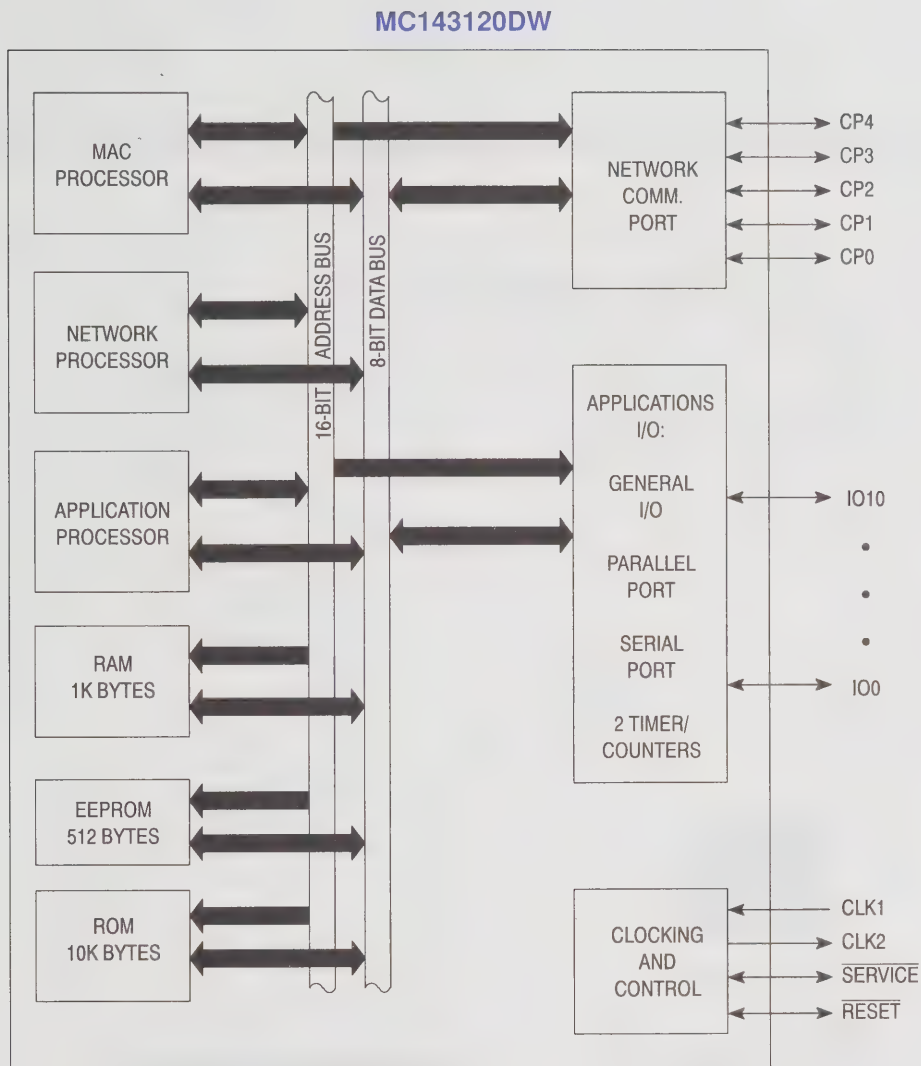 MC143120DW
MAC
PROCESSOR
NETWORK
PROCESSOR
APPLICATION
PROCESSOR
RAM
1K BYTES
EEPROM
512 BYTES
ROM
10K BYTES
16-BIT ADDRESS BUS
8-BIT DATA BUS
NETWORK
COMM.
PORT
CP4
CP3
CP2
CP1
CP0
APPLICATIONS
I/O:
GENERAL
I/O
PARALLEL
PORT
SERIAL
PORT
2 TIMER/
COUNTERS
IO10
IO0
CLOCKING
AND
CONTROL
CLK1
CLK2
SERVICE
RESET